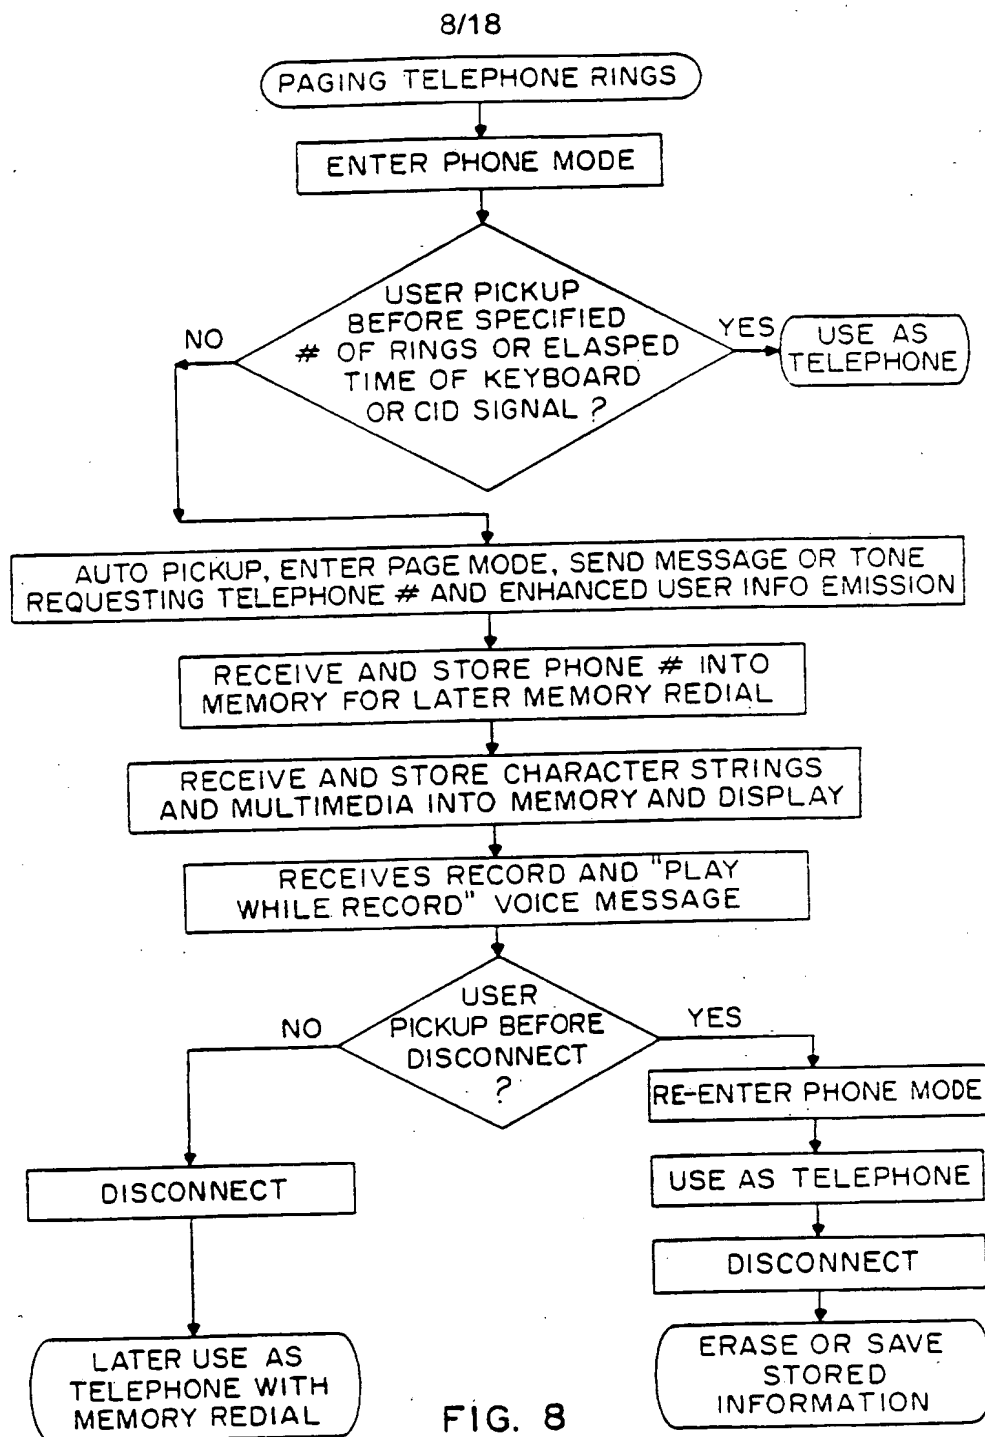 8/18
PAGING TELEPHONE RINGS
ENTER PHONE MODE
USER PICKUP
BEFORE SPECIFIED
# OF RINGS OR ELASPED
TIME OF KEYBOARD
OR CID SIGNAL ?
NO
YES
USE AS
TELEPHONE
AUTO PICKUP, ENTER PAGE MODE, SEND MESSAGE OR TONE
REQUESTING TELEPHONE # AND ENHANCED USER INFO EMISSION
RECEIVE AND STORE PHONE # INTO
MEMORY FOR LATER MEMORY REDIAL
RECEIVE AND STORE CHARACTER STRINGS
AND MULTIMEDIA INTO MEMORY AND DISPLAY
RECEIVES RECORD AND "PLAY
WHILE RECORD" VOICE MESSAGE
USER
PICKUP BEFORE
DISCONNECT
?
NO
YES
RE-ENTER PHONE MODE
USE AS TELEPHONE
DISCONNECT
ERASE OR SAVE
STORED
INFORMATION
DISCONNECT
LATER USE AS
TELEPHONE WITH
MEMORY REDIAL
FIG. 8